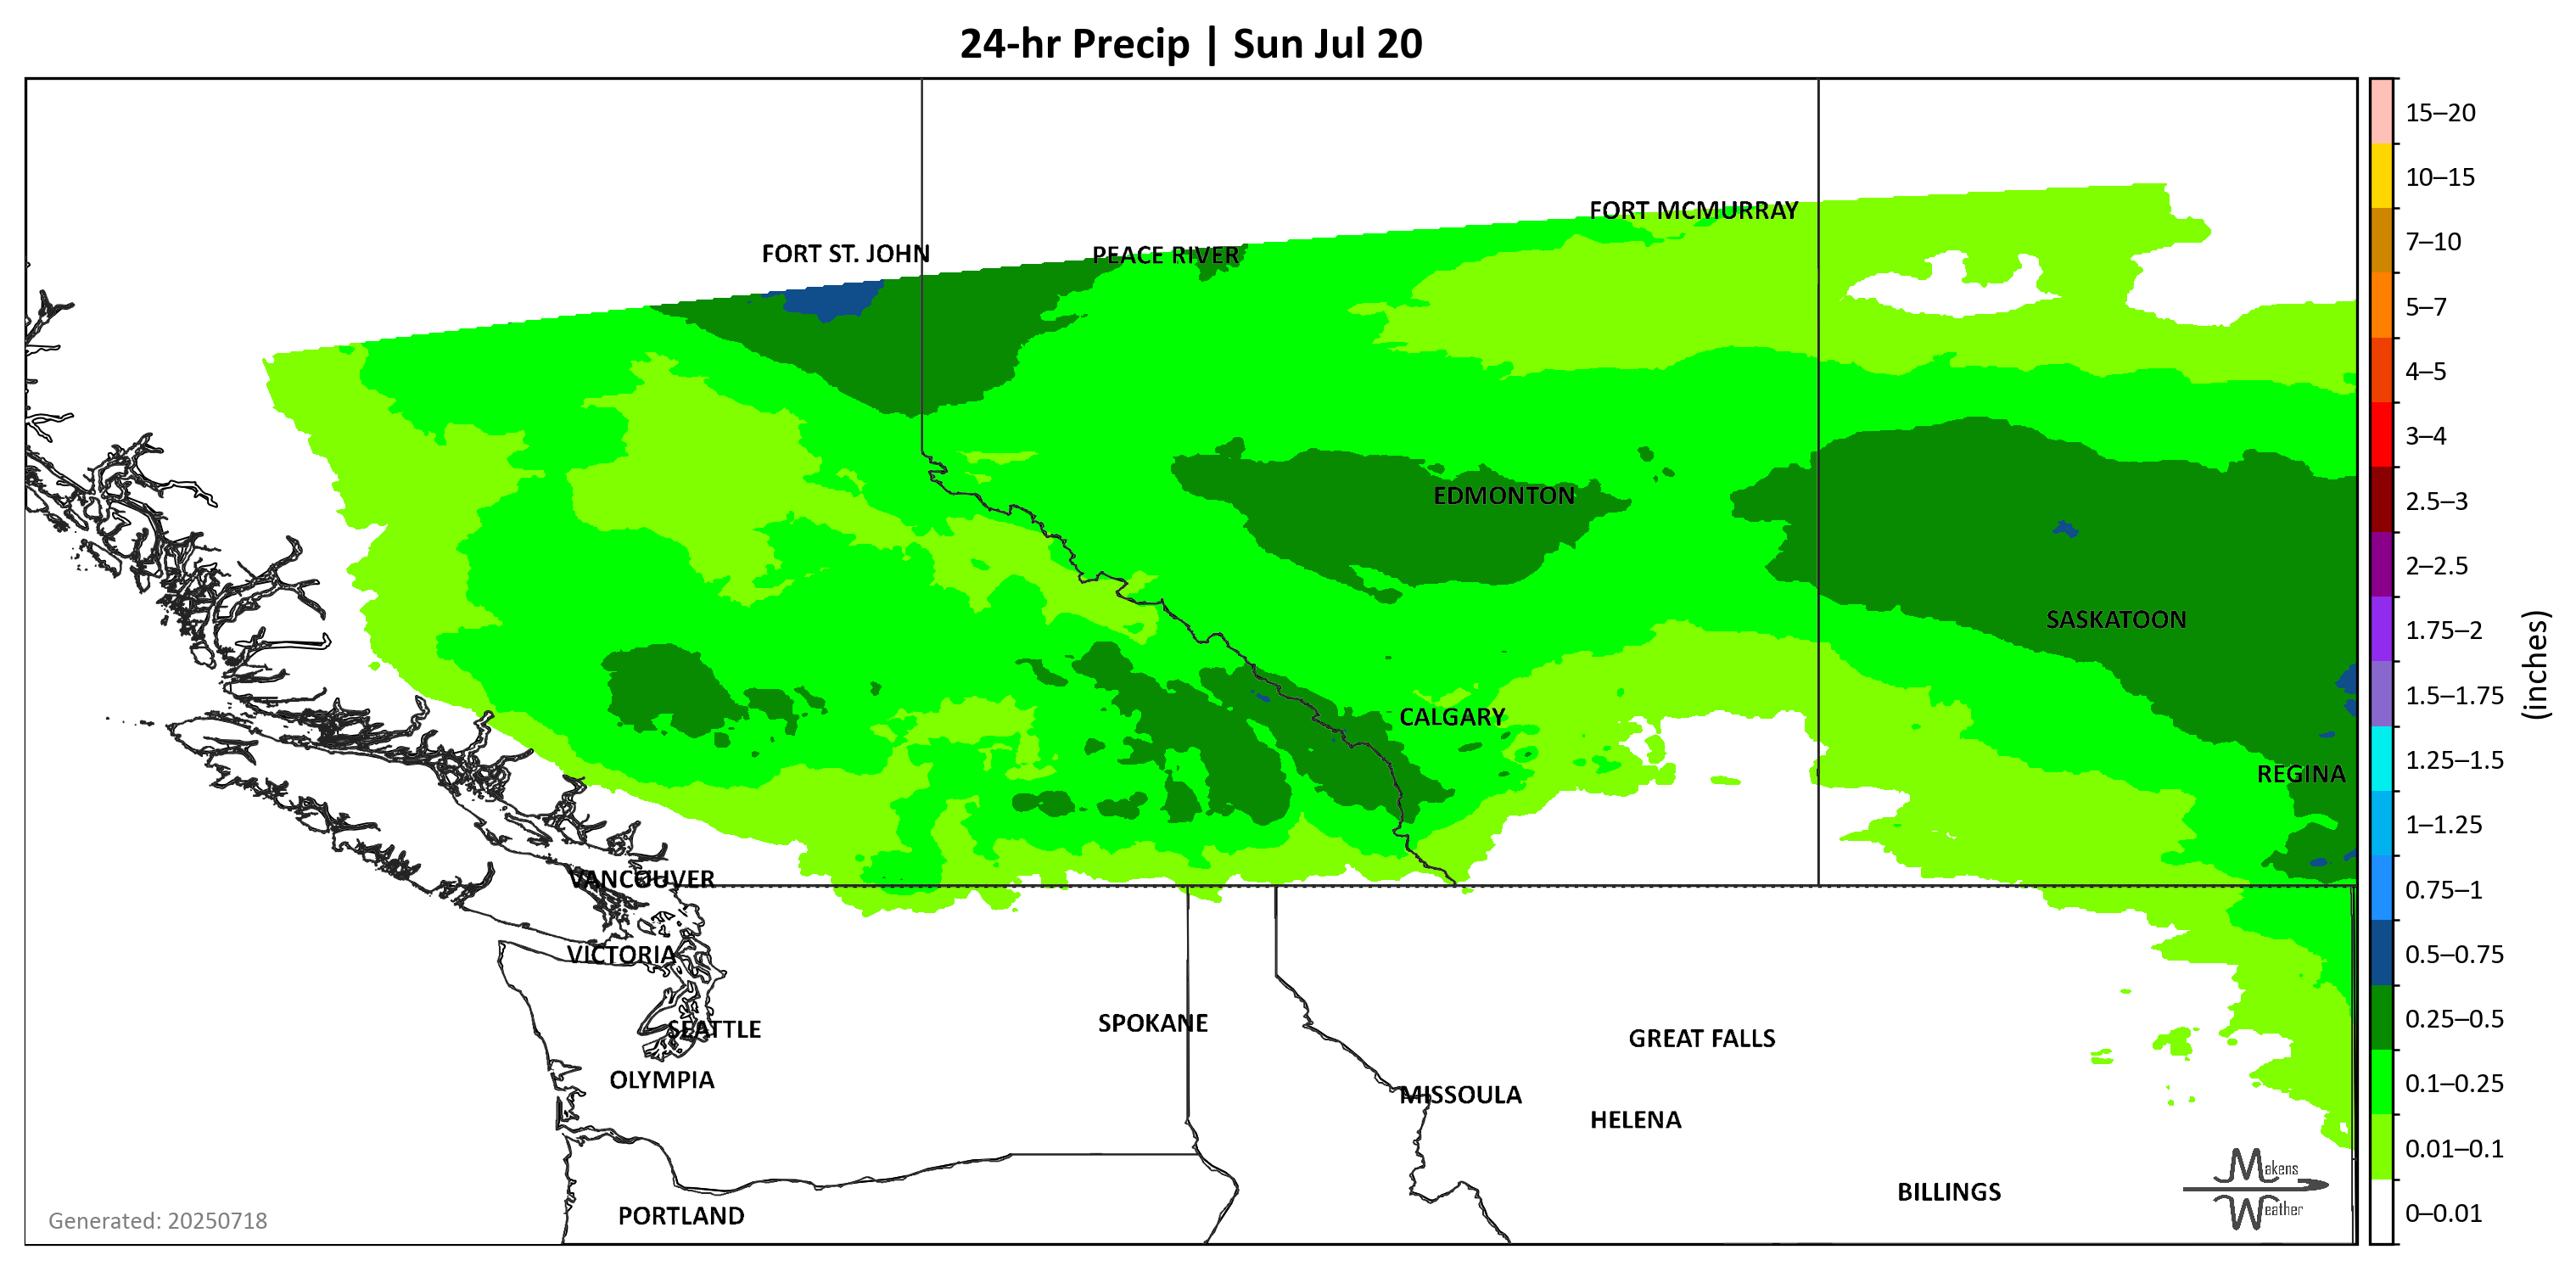 24-hr Precip | Sun Jul 20
FORT MCMURRAY
FORT ST. JOHN
PEACE RIVER
EDMONTON
SASKATOON
CALGARY
REGINA
VANCOUVER
VICTORIA
SPOKANE
SEATTLE
GREAT FALLS
OLYMPIA
MISSOULA
HELENA
BILLINGS
PORTLAND
Generated: 20250718
Makens
Weather
15–20
10–15
7–10
5–7
4–5
3–4
2.5–3
2–2.5
1.75–2
1.5–1.75
1.25–1.5
1–1.25
0.75–1
0.5–0.75
0.25–0.5
0.1–0.25
0.01–0.1
0–0.01
(inches)